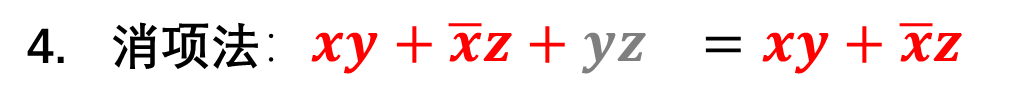 4. 消项法：xy + x̅z + yz = xy + x̅z